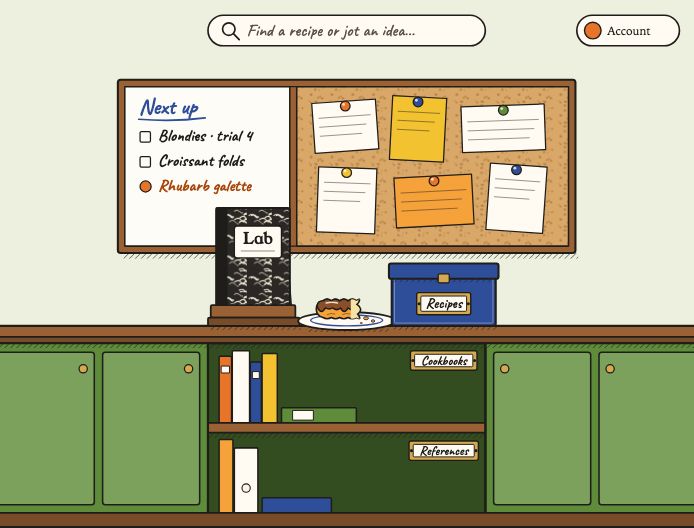 Find a recipe or jot an idea...
Account
Next up
Blondies · trial 4
Croissant folds
Rhubarb galette
Lab
Recipes
Cookbooks
References